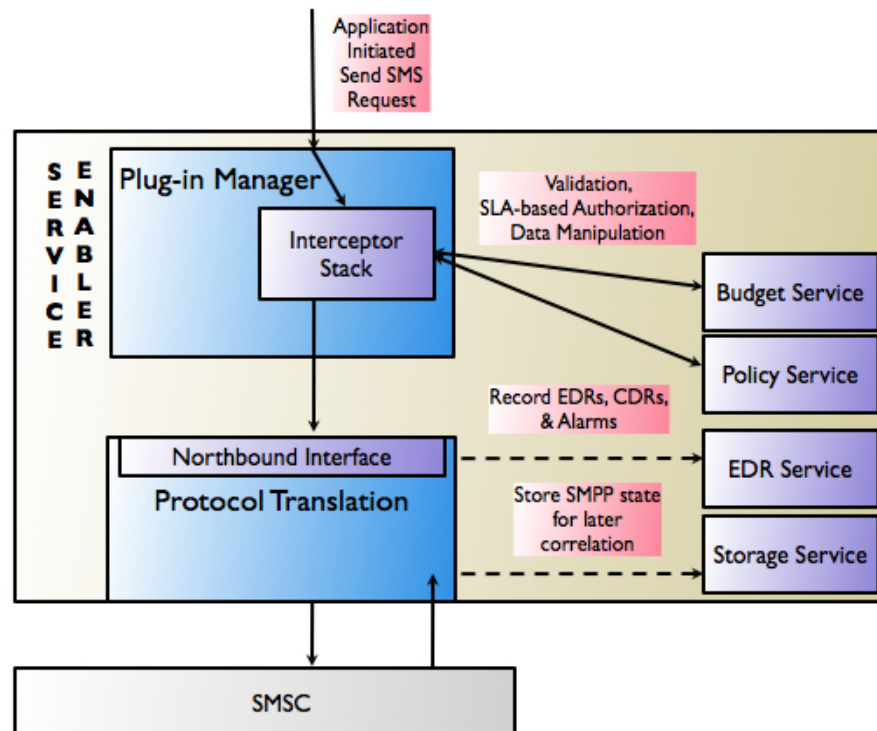 Application
Initiated
Send SMS
Request
SERVICE
ENABLER
Plug-in Manager
Interceptor
Stack
Validation,
SLA-based Authorization,
Data Manipulation
Budget Service
Policy Service
Record EDRs, CDRs,
& Alarms
Northbound Interface
Protocol Translation
EDR Service
Store SMPP state
for later
correlation
Storage Service
SMSC